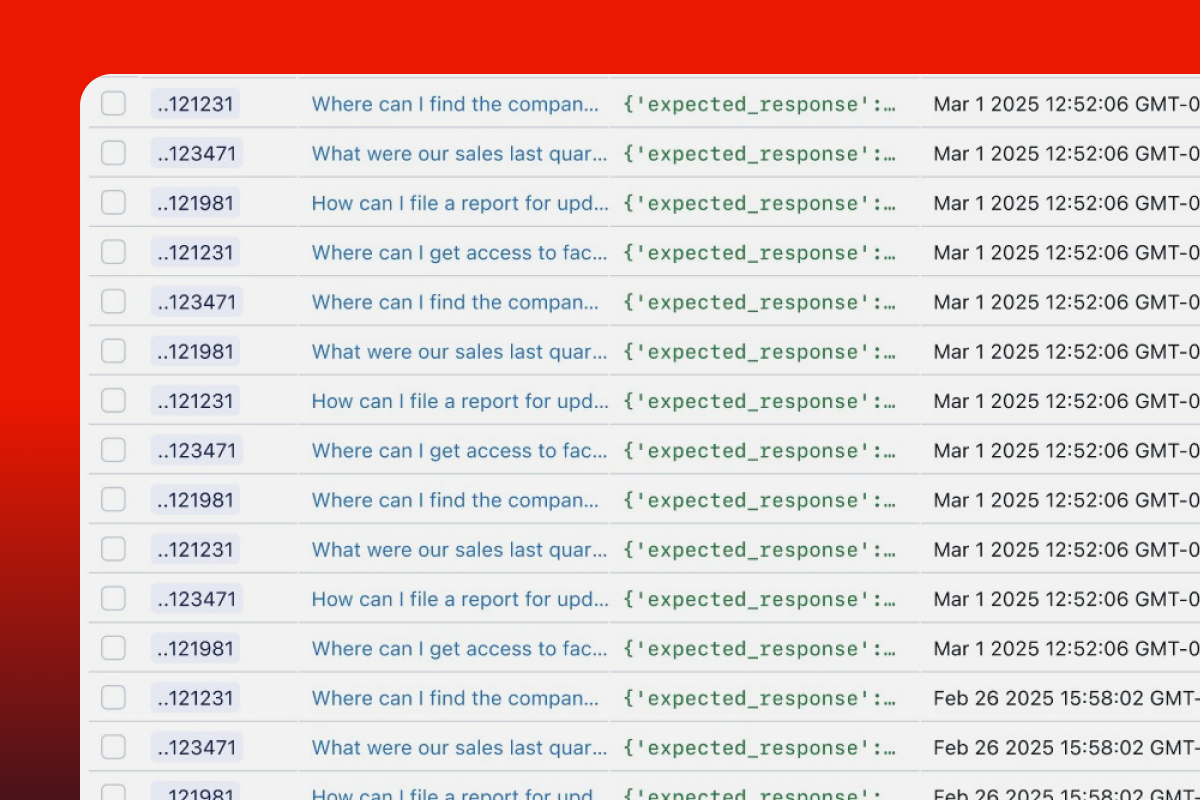 ..121231 Where can I find the compan... {'expected_response':… Mar 1 2025 12:52:06 GMT-0
..123471 What were our sales last quar... {'expected_response':… Mar 1 2025 12:52:06 GMT-0
..121981 How can I file a report for upd... {'expected_response':… Mar 1 2025 12:52:06 GMT-0
..121231 Where can I get access to fac... {'expected_response':… Mar 1 2025 12:52:06 GMT-0
..123471 Where can I find the compan... {'expected_response':… Mar 1 2025 12:52:06 GMT-0
..121981 What were our sales last quar... {'expected_response':… Mar 1 2025 12:52:06 GMT-0
..121231 How can I file a report for upd... {'expected_response':… Mar 1 2025 12:52:06 GMT-0
..123471 Where can I get access to fac... {'expected_response':… Mar 1 2025 12:52:06 GMT-0
..121981 Where can I find the compan... {'expected_response':… Mar 1 2025 12:52:06 GMT-0
..121231 What were our sales last quar... {'expected_response':… Mar 1 2025 12:52:06 GMT-0
..123471 How can I file a report for upd... {'expected_response':… Mar 1 2025 12:52:06 GMT-0
..121981 Where can I get access to fac... {'expected_response':… Mar 1 2025 12:52:06 GMT-0
..121231 Where can I find the compan... {'expected_response':… Feb 26 2025 15:58:02 GMT-
..123471 What were our sales last quar... {'expected_response':… Feb 26 2025 15:58:02 GMT-
..121981 How can I file a report for upd... {'expected_response':… Feb 26 2025 15:58:02 GMT-